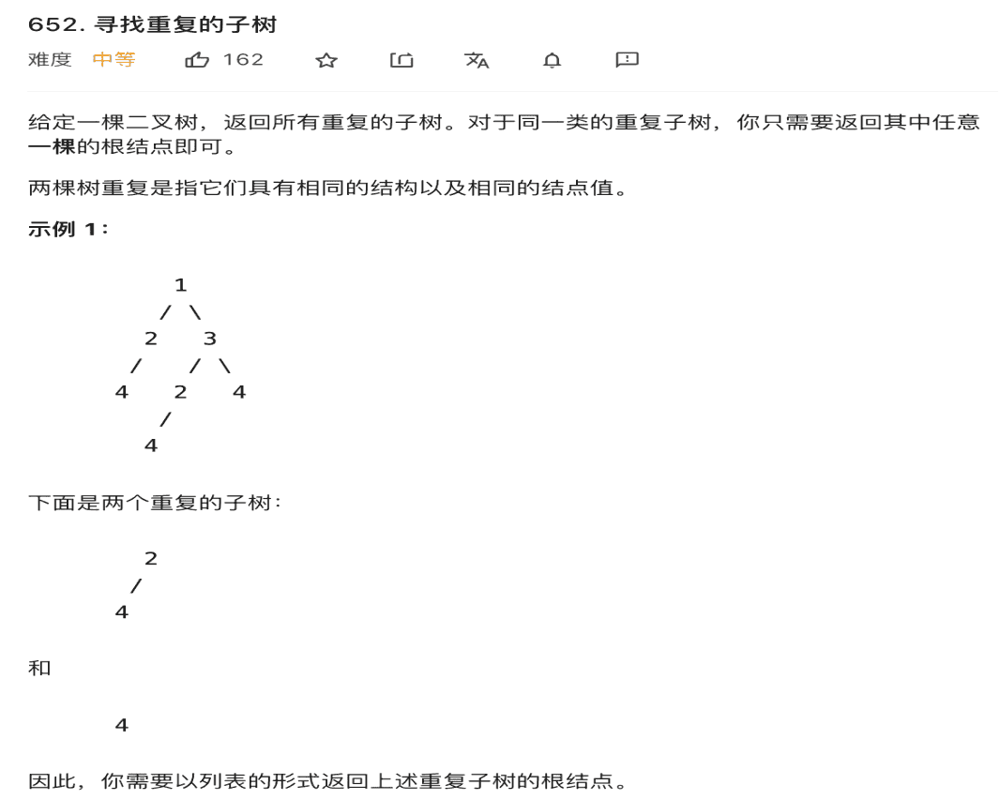 652. 寻找重复的子树
难度 中等 162
给定一棵二叉树，返回所有重复的子树。对于同一类的重复子树，你只需要返回其中任意
一棵的根结点即可。
两棵树重复是指它们具有相同的结构以及相同的结点值。
示例 1：
1
/ \
2 3
/ / \
4 2 4
/
4
下面是两个重复的子树：
2
/
4
和
4
因此，你需要以列表的形式返回上述重复子树的根结点。